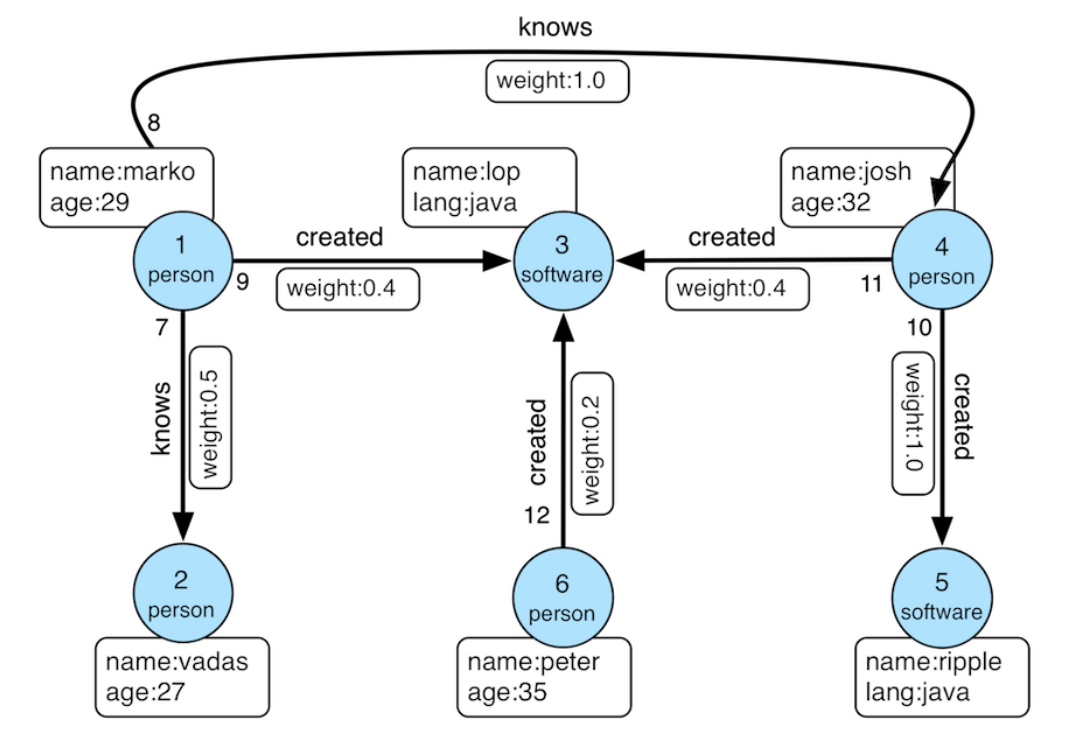 knows
weight:1.0
8
name:marko
age:29
name:lop
lang:java
name:josh
age:32
1
person
created
9
weight:0.4
3
software
created
weight:0.4
11
4
person
7
knows
weight:0.5
created
weight:0.2
12
10
weight:1.0
created
2
person
name:vadas
age:27
6
person
name:peter
age:35
5
software
name:ripple
lang:java